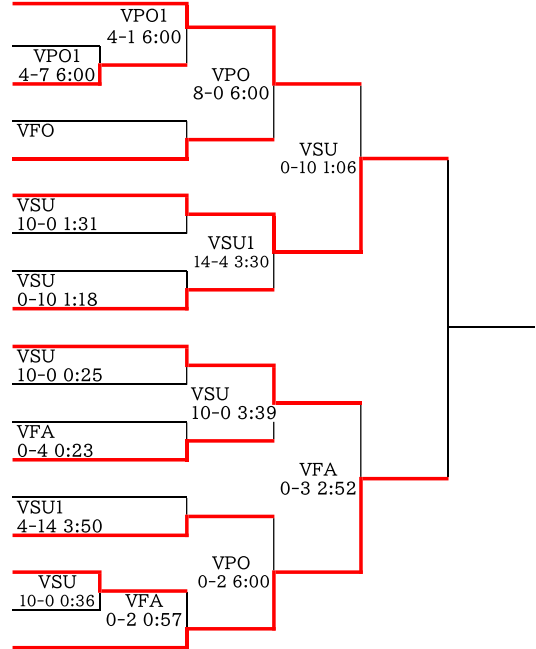 VPO1
4-1 6:00
VPO1
4-7 6:00
VPO
8-0 6:00
VFO
VSU
0-10 1:06
VSU
10-0 1:31
VSU1
14-4 3:30
VSU
0-10 1:18
VSU
10-0 0:25
VSU
10-0 3:39
VFA
0-4 0:23
VFA
0-3 2:52
VSU1
4-14 3:50
VPO
0-2 6:00
VSU
10-0 0:36
VFA
0-2 0:57